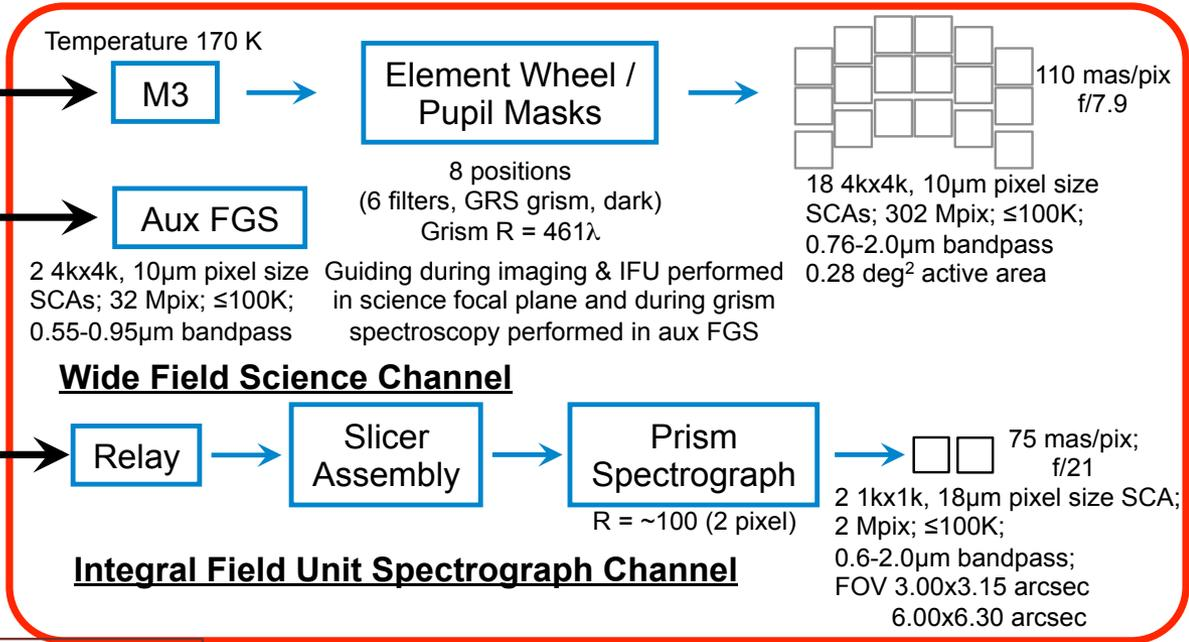 Temperature 170 K
M3
Element Wheel /
Pupil Masks
110 mas/pix
f/7.9
8 positions
(6 filters, GRS grism, dark)
Grism R = 461λ
18 4kx4k, 10µm pixel size
SCAs; 302 Mpix; ≤100K;
0.76-2.0µm bandpass
0.28 deg² active area
Aux FGS
2 4kx4k, 10µm pixel size
SCAs; 32 Mpix; ≤100K;
0.55-0.95µm bandpass
Guiding during imaging & IFU performed
in science focal plane and during grism
spectroscopy performed in aux FGS
Wide Field Science Channel
Relay
Slicer
Assembly
Prism
Spectrograph
R = ~100 (2 pixel)
75 mas/pix;
f/21
2 1kx1k, 18µm pixel size SCA;
2 Mpix; ≤100K;
0.6-2.0µm bandpass;
FOV 3.00x3.15 arcsec
6.00x6.30 arcsec
Integral Field Unit Spectrograph Channel